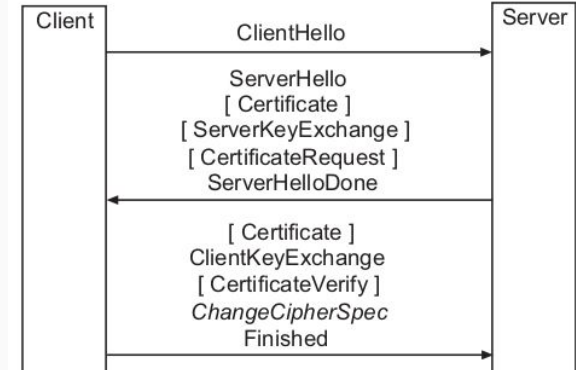 Client
Server
ClientHello
ServerHello
[ Certificate ]
[ ServerKeyExchange ]
[ CertificateRequest ]
ServerHelloDone
[ Certificate ]
ClientKeyExchange
[ CertificateVerify ]
ChangeCipherSpec
Finished